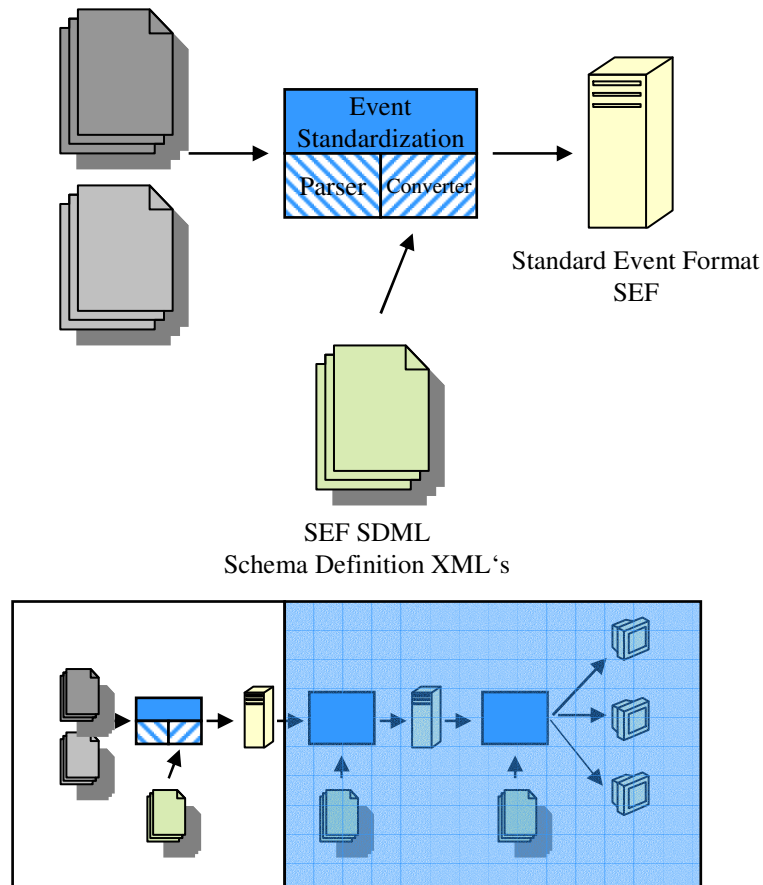 Event
Standardization
Parser
Converter
Standard Event Format
SEF
SEF SDML
Schema Definition XML‘s